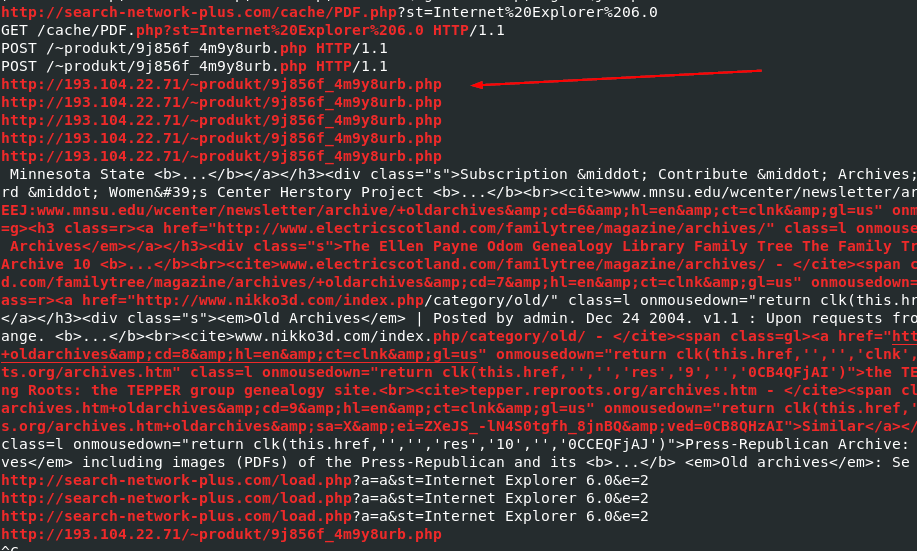 http://search-network-plus.com/cache/PDF.php?st=Internet%20Explorer%206.0
GET /cache/PDF.php?st=Internet%20Explorer%206.0 HTTP/1.1
POST /~produkt/9j856f_4m9y8urb.php HTTP/1.1
POST /~produkt/9j856f_4m9y8urb.php HTTP/1.1
http://193.104.22.71/~produkt/9j856f_4m9y8urb.php
http://193.104.22.71/~produkt/9j856f_4m9y8urb.php
http://193.104.22.71/~produkt/9j856f_4m9y8urb.php
http://193.104.22.71/~produkt/9j856f_4m9y8urb.php
http://193.104.22.71/~produkt/9j856f_4m9y8urb.php
Minnesota State <b>...</b></a></h3><div class="s">Subscription &middot; Contribute &middot; Archives;
rd &middot; Women&#39;s Center Herstory Project <b>...</b><br><cite>www.mnsu.edu/wcenter/newsletter/ar
EEJ:www.mnsu.edu/wcenter/newsletter/archive/+oldarchives&amp;cd=6&amp;hl=en&amp;ct=clnk&amp;gl=us" on
=g><h3 class=r><a href="http://www.electricscotland.com/familytree/magazine/archives/" class=l onmouse
Archives</em></a></h3><div class="s">The Ellen Payne Odom Genealogy Library Family Tree The Family Tr
Archive 10 <b>...</b><br><cite>www.electricscotland.com/familytree/magazine/archives/ - </cite><span c
d.com/familytree/magazine/archives/+oldarchives&amp;cd=7&amp;hl=en&amp;ct=clnk&amp;gl=us" onmousedown=
ass=r><a href="http://www.nikko3d.com/index.php/category/old/" class=l onmousedown="return clk(this.hr
</a></h3><div class="s"><em>Old Archives</em> | Posted by admin. Dec 24 2004. v1.1 : Upon requests fro
ange. <b>...</b><br><cite>www.nikko3d.com/index.php/category/old/ - </cite><span class=gl><a href="htt
+oldarchives&amp;cd=8&amp;hl=en&amp;ct=clnk&amp;gl=us" onmousedown="return clk(this.href,'','','clnk',
ts.org/archives.htm" class=l onmousedown="return clk(this.href,'','','res','9','','0CB4QFjAI')">the TE
ng Roots: the TEPPER group genealogy site.<br><cite>tepper.reproots.org/archives.htm - </cite><span cl
archives.htm+oldarchives&amp;cd=9&amp;hl=en&amp;ct=clnk&amp;gl=us" onmousedown="return clk(this.href,'
s.org/archives.htm+oldarchives&amp;sa=X&amp;ei=ZXeJS_-lN4S0tgfh_8jnBQ&amp;ved=0CB8QHzAI">Similar</a></
class=l onmousedown="return clk(this.href,'','','res','10','','0CCEQFjAJ')">Press-Republican Archive:
ves</em> including images (PDFs) of the Press-Republican and its <b>...</b> <em>Old archives</em>: Se
http://search-network-plus.com/load.php?a=a&st=Internet Explorer 6.0&e=2
http://search-network-plus.com/load.php?a=a&st=Internet Explorer 6.0&e=2
http://search-network-plus.com/load.php?a=a&st=Internet Explorer 6.0&e=2
http://193.104.22.71/~produkt/9j856f_4m9y8urb.php